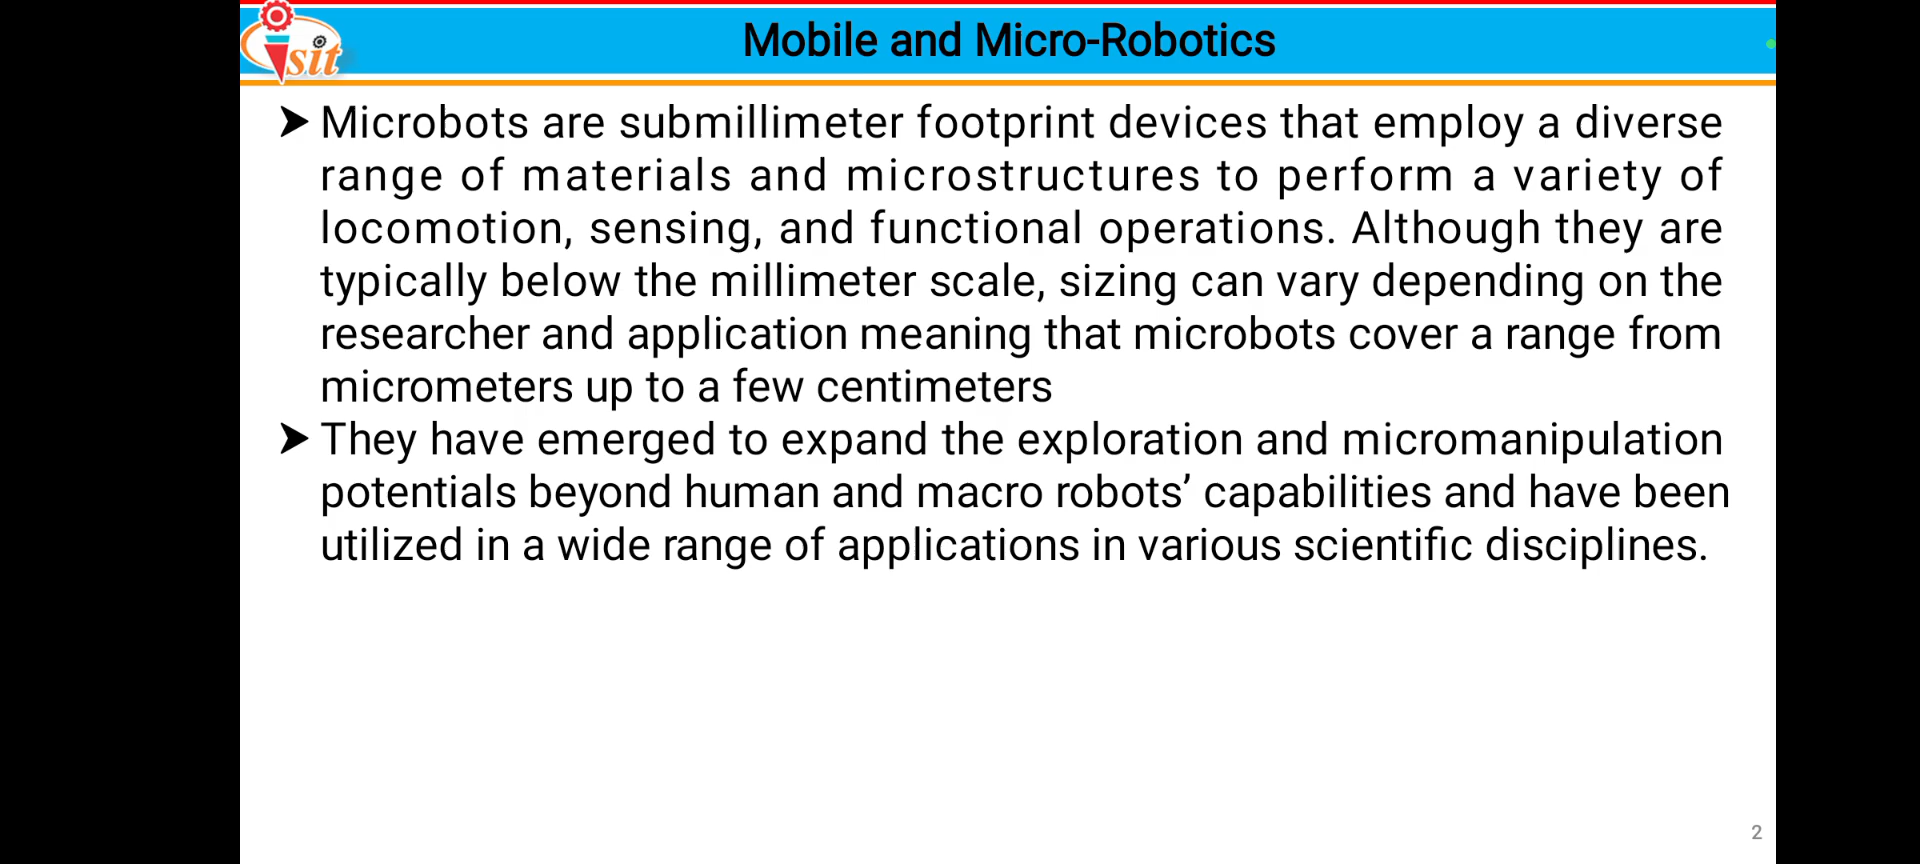 sit
Mobile and Micro-Robotics
➤ Microbots are submillimeter footprint devices that employ a diverse
range of materials and microstructures to perform a variety of
locomotion, sensing, and functional operations. Although they are
typically below the millimeter scale, sizing can vary depending on the
researcher and application meaning that microbots cover a range from
micrometers up to a few centimeters
➤ They have emerged to expand the exploration and micromanipulation
potentials beyond human and macro robots’ capabilities and have been
utilized in a wide range of applications in various scientific disciplines.
2